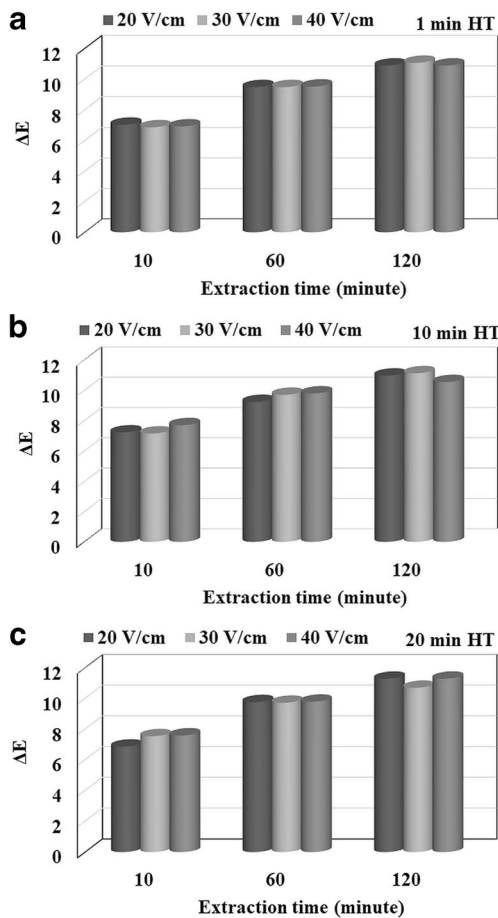 a
20 V/cm 30 V/cm 40 V/cm 1 min HT
12
10
8
6
4
2
0
ΔE
10 60 120
Extraction time (minute)
b
20 V/cm 30 V/cm 40 V/cm 10 min HT
12
10
8
6
4
2
0
ΔE
10 60 120
Extraction time (minute)
c
20 V/cm 30 V/cm 40 V/cm 20 min HT
12
10
8
6
4
2
0
ΔE
10 60 120
Extraction time (minute)